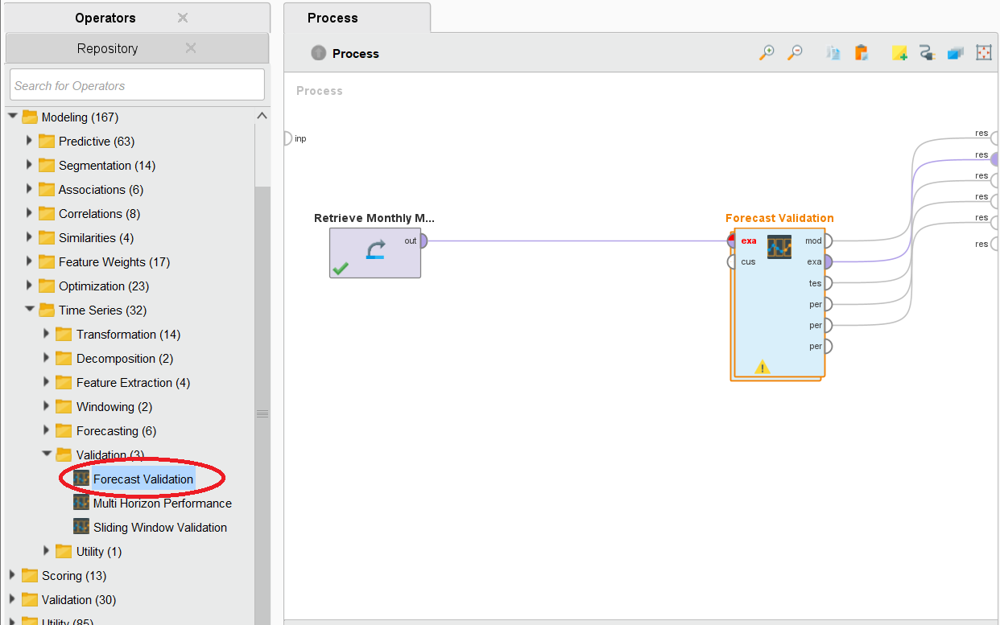 Operators
Repository
Search for Operators
Modeling (167)
Predictive (63)
Segmentation (14)
Associations (6)
Correlations (8)
Similarities (4)
Feature Weights (17)
Optimization (23)
Time Series (32)
Transformation (14)
Decomposition (2)
Feature Extraction (4)
Windowing (2)
Forecasting (6)
Validation (3)
Forecast Validation
Multi Horizon Performance
Sliding Window Validation
Utility (1)
Scoring (13)
Validation (30)
Utility (85)
Process
Process
Process
inp
Retrieve Monthly M...
out
Forecast Validation
exa
cus
mod
exa
tes
per
per
per
res
res
res
res
res
res